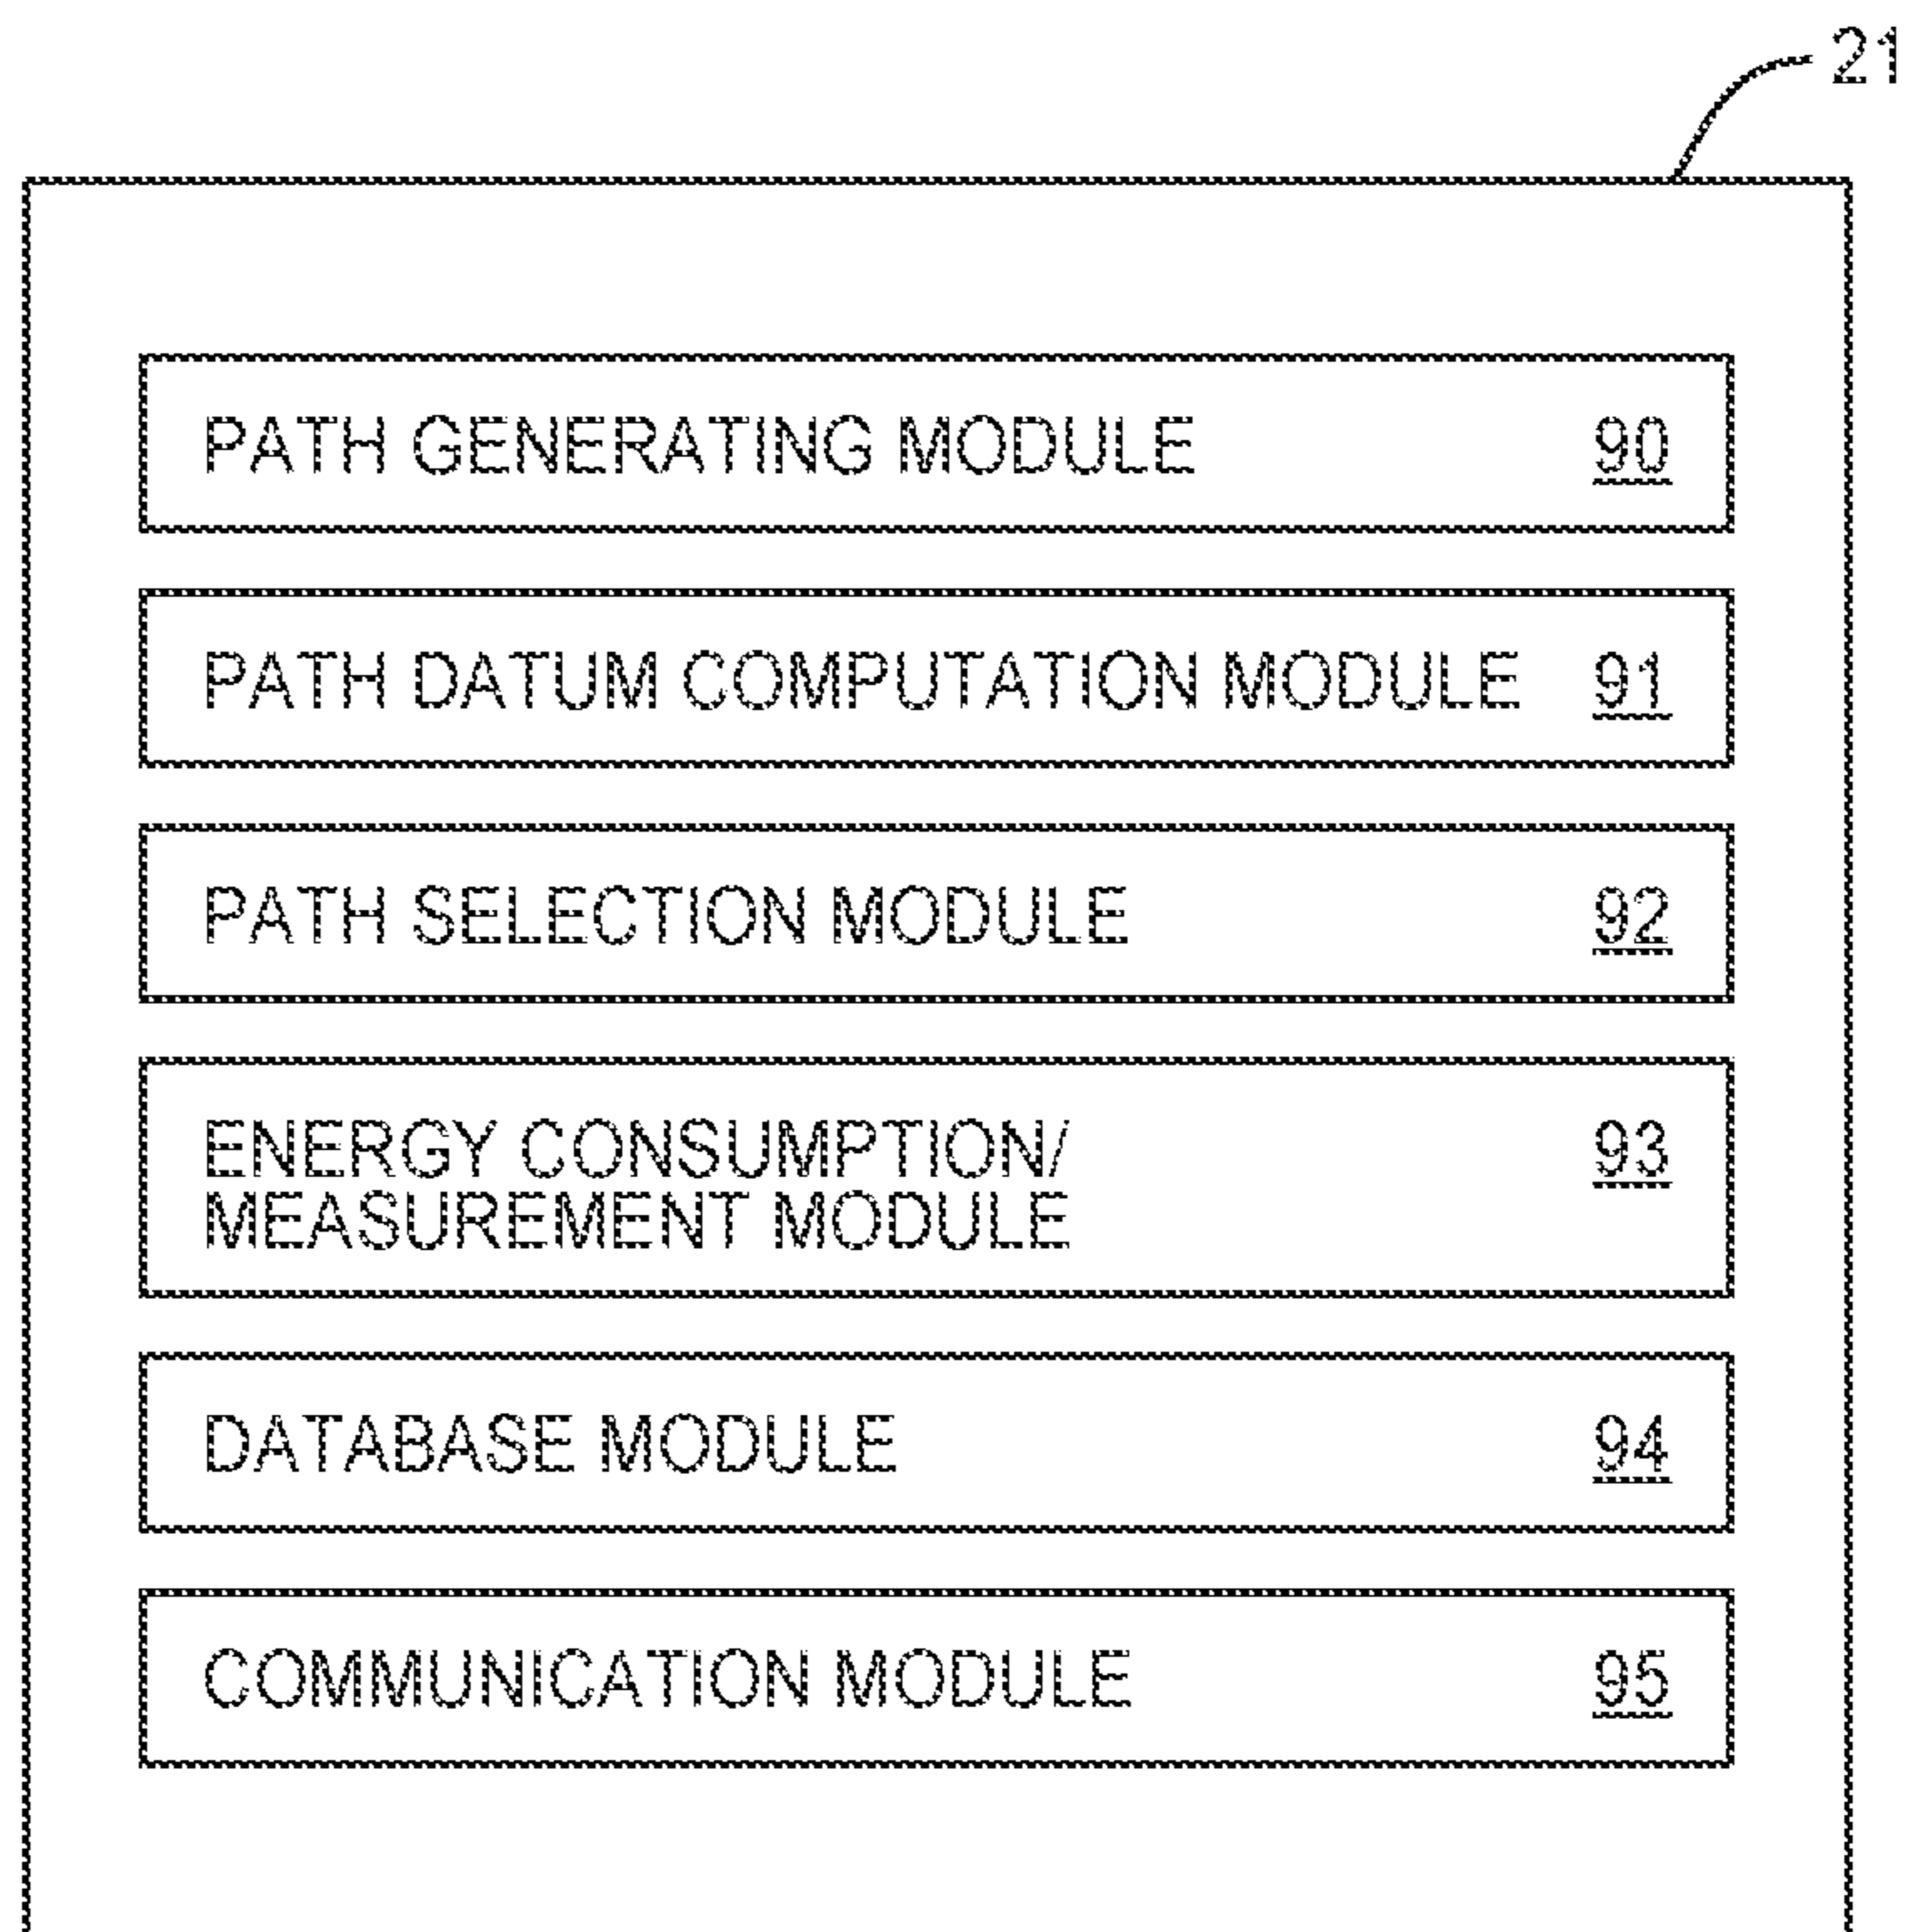 21
PATH GENERATING MODULE 90
PATH DATUM COMPUTATION MODULE 91
PATH SELECTION MODULE 92
ENERGY CONSUMPTION/ 93
MEASUREMENT MODULE
DATABASE MODULE 94
COMMUNICATION MODULE 95